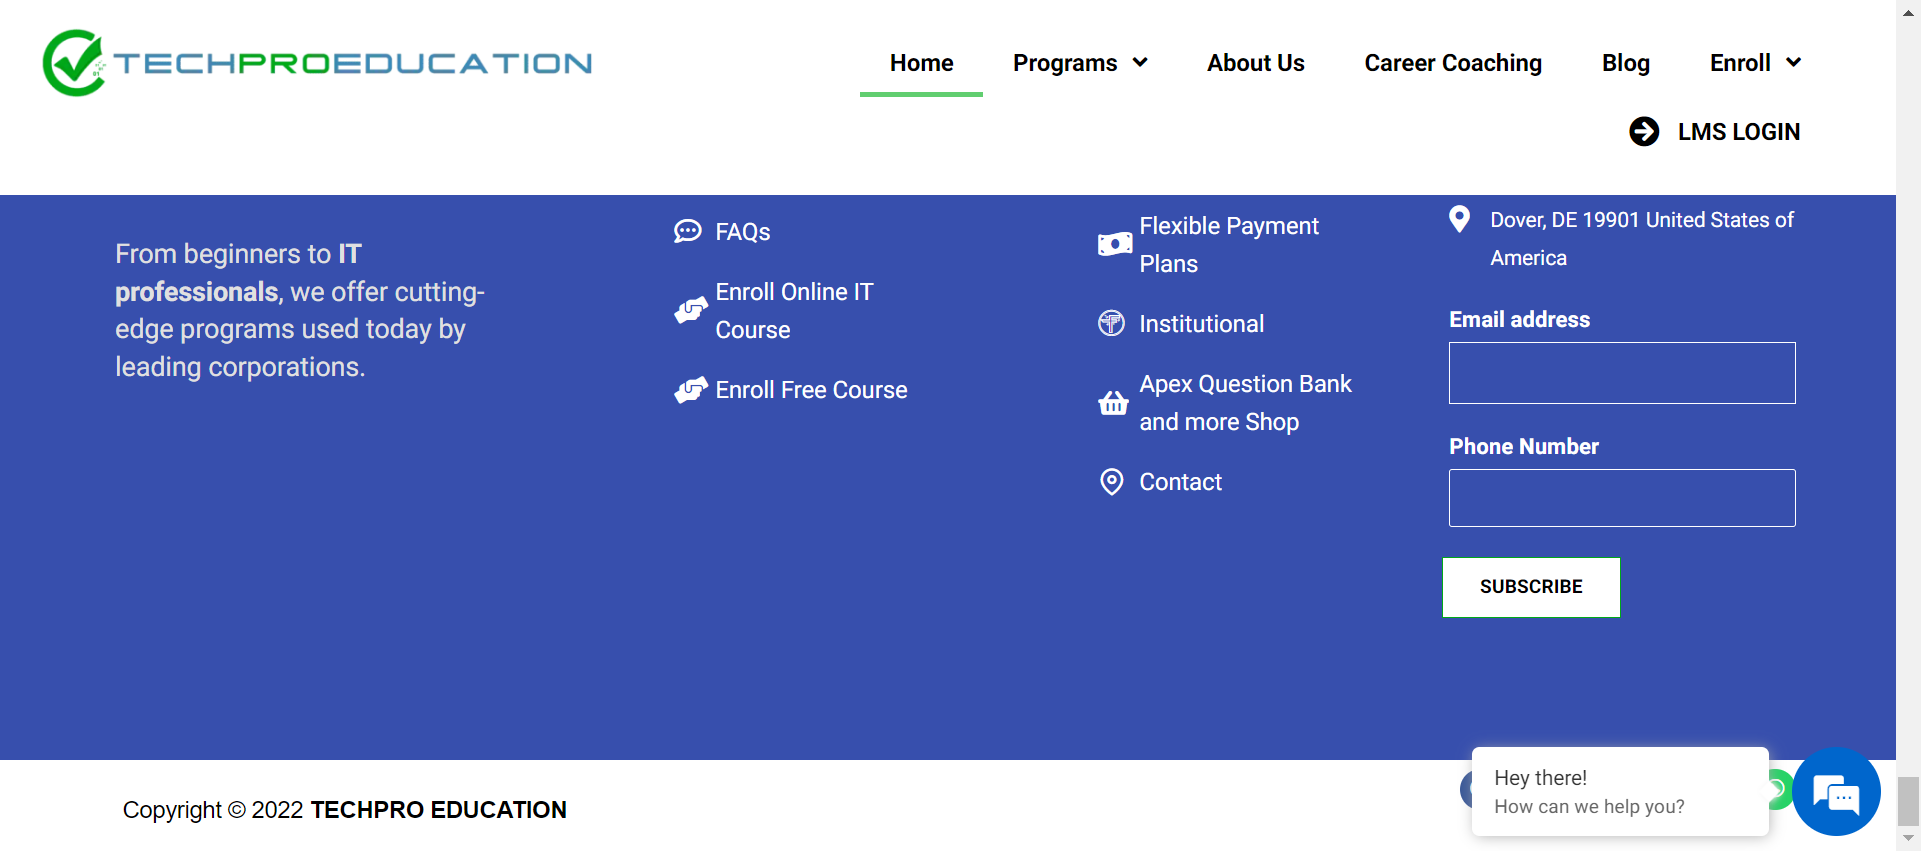 TECHPROEDUCATION
Home
Programs
About Us
Career Coaching
Blog
Enroll
LMS LOGIN
From beginners to IT
professionals, we offer cutting-
edge programs used today by
leading corporations.
FAQs
Enroll Online IT
Course
Enroll Free Course
Flexible Payment
Plans
Institutional
Apex Question Bank
and more Shop
Contact
Dover, DE 19901 United States of
America
Email address
Phone Number
SUBSCRIBE
Copyright © 2022 TECHPRO EDUCATION
Hey there!
How can we help you?